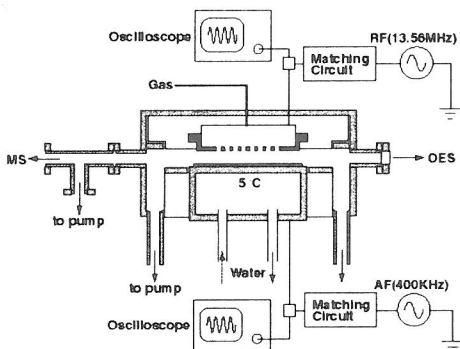 Oscilloscope
RF(13.56MHz)
Matching
Circuit
Gas
MS
OES
5 C
to pump
to pump
Water
AF(400KHz)
Matching
Circuit
Oscilloscope